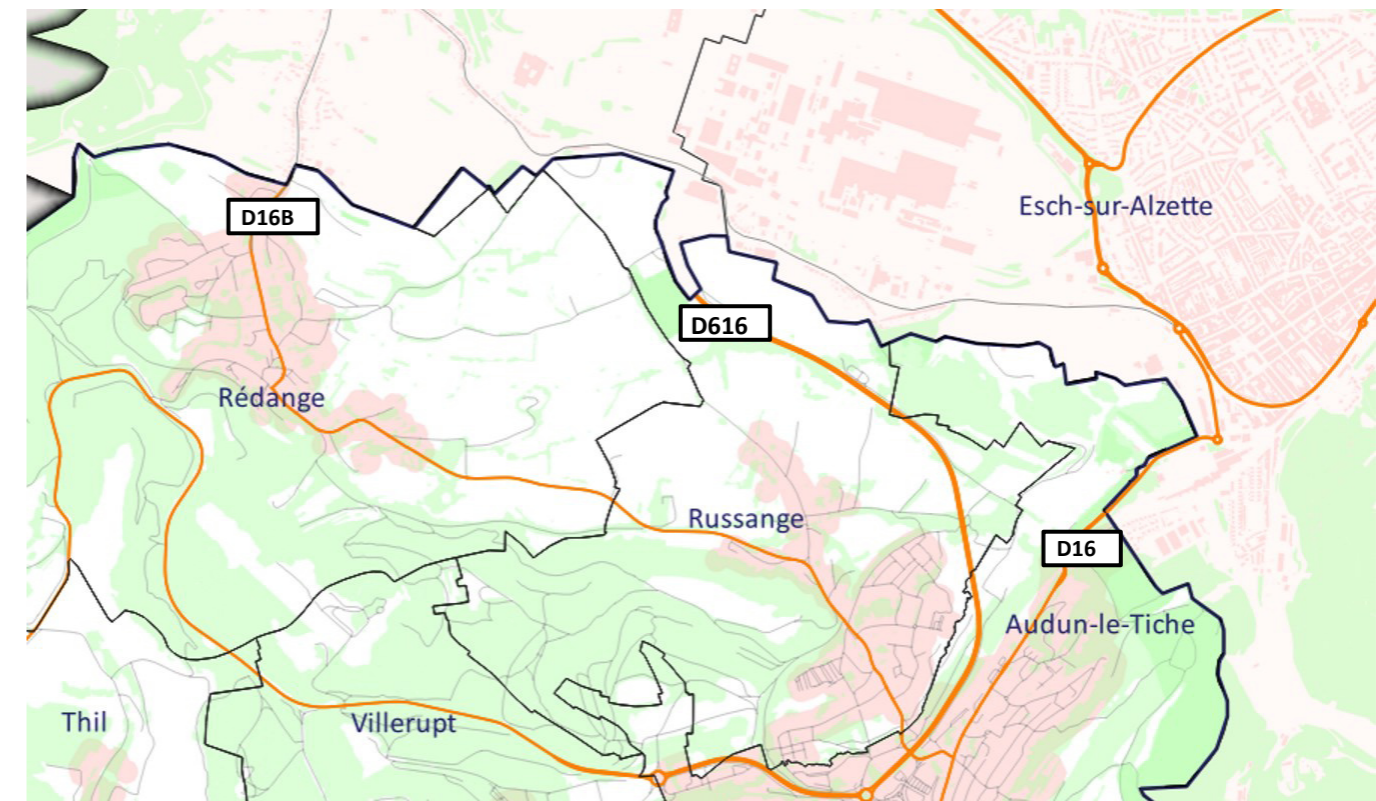 Esch-sur-Alzette
D16B
D616
Rédange
Russange
D16
Audun-le-Tiche
Thil
Villerupt